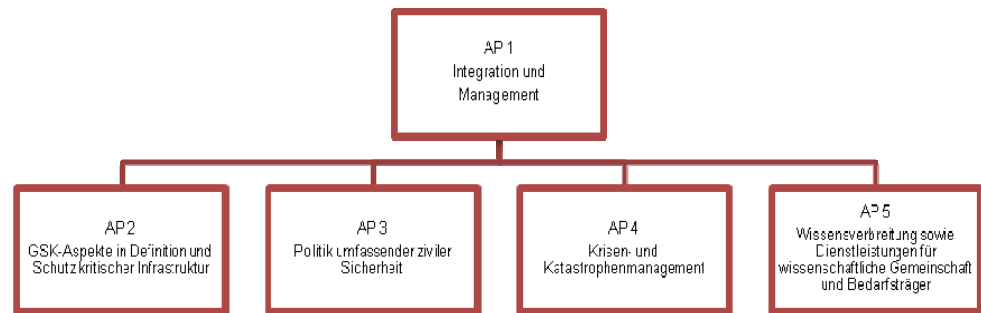 AP 1
Integration und
Management
AP 2
GSK-Aspekte in Definition und
Schutz kritischer Infrastruktur
AP 3
Politik umfassender ziviler
Sicherheit
AP 4
Krisen- und
Katastrophenmanagement
AP 5
Wissensverbreitung sowie
Dienstleistungen für
wissenschaftliche Gemeinschaft
und Bedarfsträger